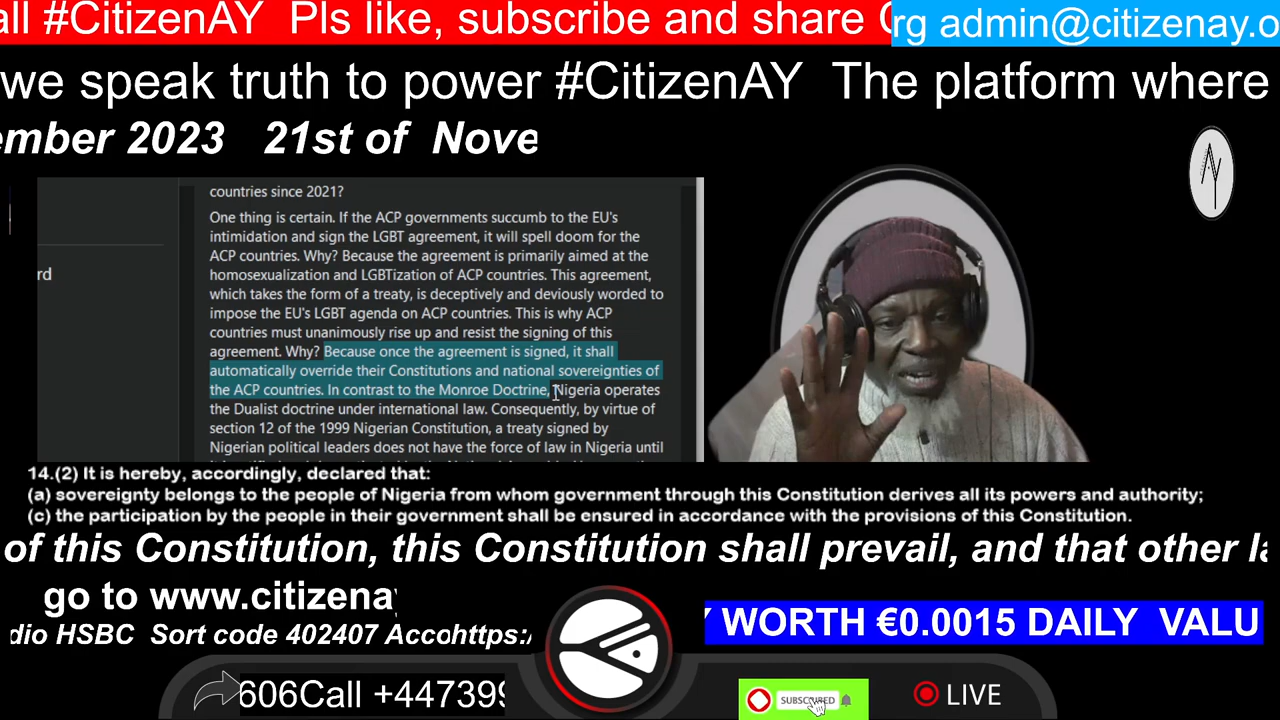 all #CitizenAY Pls like, subscribe and share
rg admin@citizenay.o
we speak truth to power #CitizenAY The platform where
ember 2023 21st of Nove
AY
rd
countries since 2021?
One thing is certain. If the ACP governments succumb to the EU's
intimidation and sign the LGBT agreement, it will spell doom for the
ACP countries. Why? Because the agreement is primarily aimed at the
homosexualization and LGBTization of ACP countries. This agreement,
which takes the form of a treaty, is deceptively and deviously worded to
impose the EU's LGBT agenda on ACP countries. This is why ACP
countries must unanimously rise up and resist the signing of this
agreement. Why? Because once the agreement is signed, it shall
automatically override their Constitutions and national sovereignties of
the ACP countries. In contrast to the Monroe Doctrine, Nigeria operates
the Dualist doctrine under international law. Consequently, by virtue of
section 12 of the 1999 Nigerian Constitution, a treaty signed by
Nigerian political leaders does not have the force of law in Nigeria until
14.(2) It is hereby, accordingly, declared that:
(a) sovereignty belongs to the people of Nigeria from whom government through this Constitution derives all its powers and authority;
(c) the participation by the people in their government shall be ensured in accordance with the provisions of this Constitution.
of this Constitution, this Constitution shall prevail, and that other la
go to www.citizenay
Y WORTH €0.0015 DAILY VALU
dio HSBC Sort code 402407 Accohttps:/
606Call +447399
SUBSCRIBED
LIVE